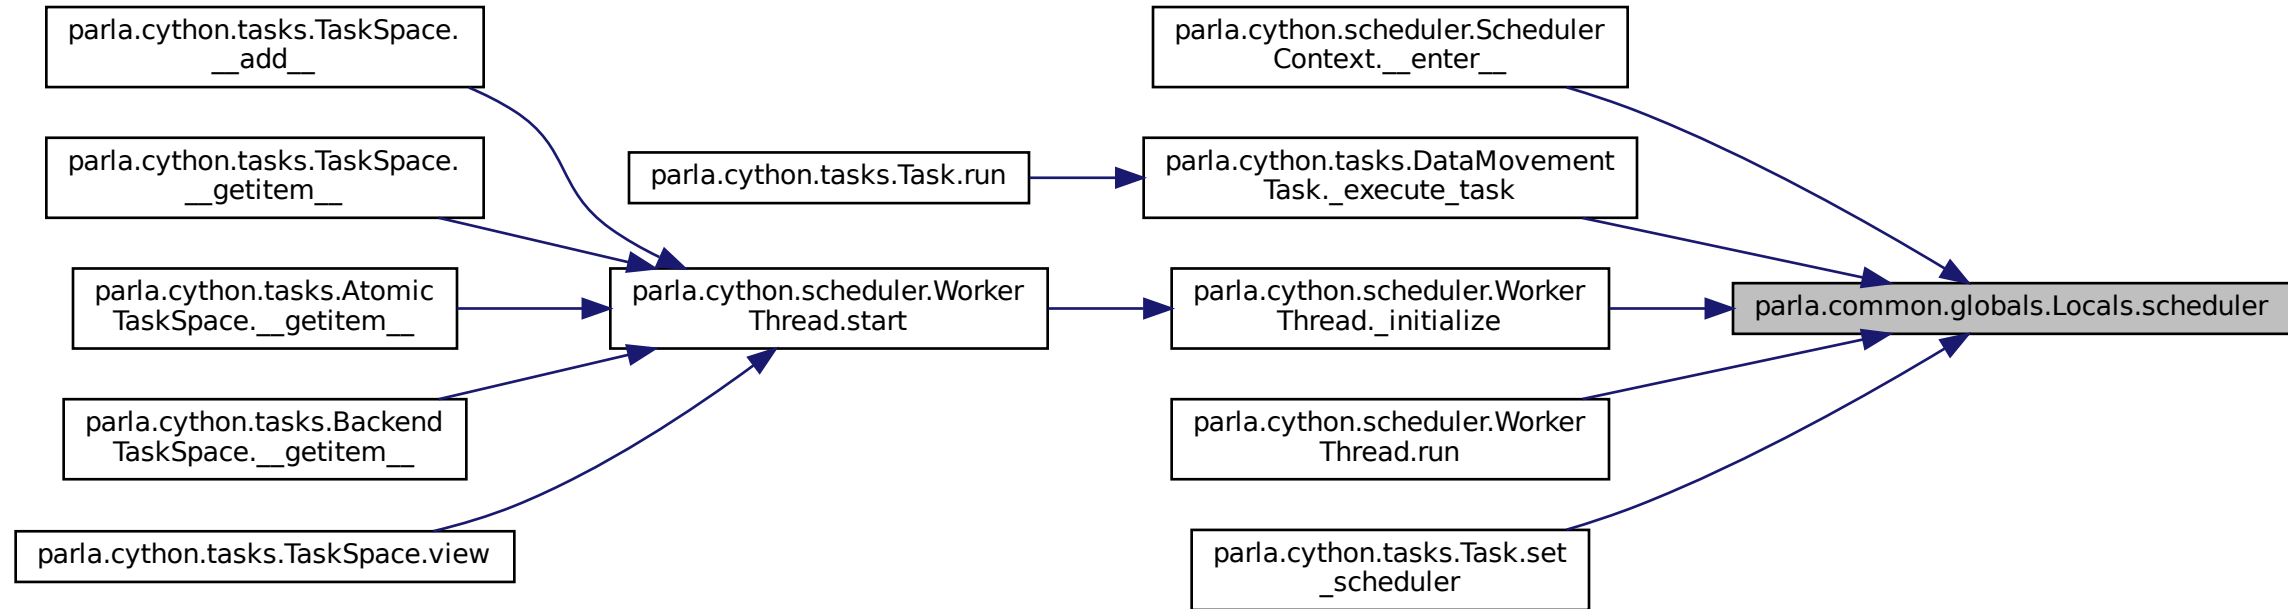 parla.cython.tasks.TaskSpace.
__add__
parla.cython.tasks.TaskSpace.
__getitem__
parla.cython.tasks.Atomic
TaskSpace.__getitem__
parla.cython.tasks.Backend
TaskSpace.__getitem__
parla.cython.tasks.TaskSpace.view
parla.cython.tasks.Task.run
parla.cython.scheduler.Worker
Thread.start
parla.cython.scheduler.Scheduler
Context.__enter__
parla.cython.tasks.DataMovement
Task._execute_task
parla.cython.scheduler.Worker
Thread._initialize
parla.cython.scheduler.Worker
Thread.run
parla.cython.tasks.Task.set
_scheduler
parla.common.globals.Locals.scheduler